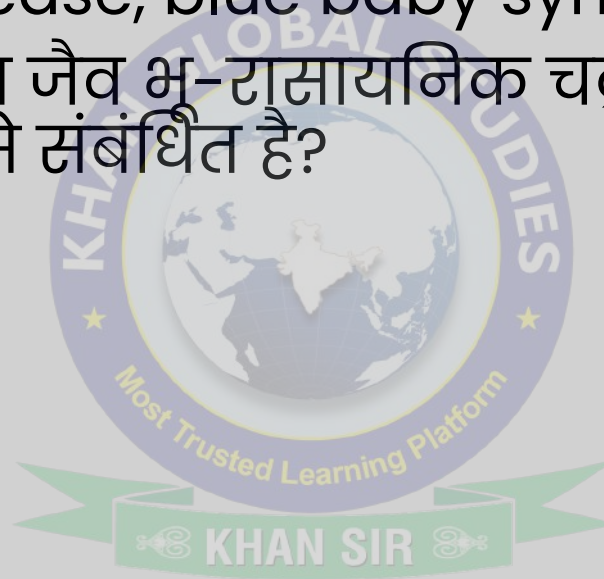 ease, blue baby syn
जैव भू-रासायनिक
से संबंधित है?
KHAN GLOBAL STUDIES
Most Trusted Learning Platform
KHAN SIR